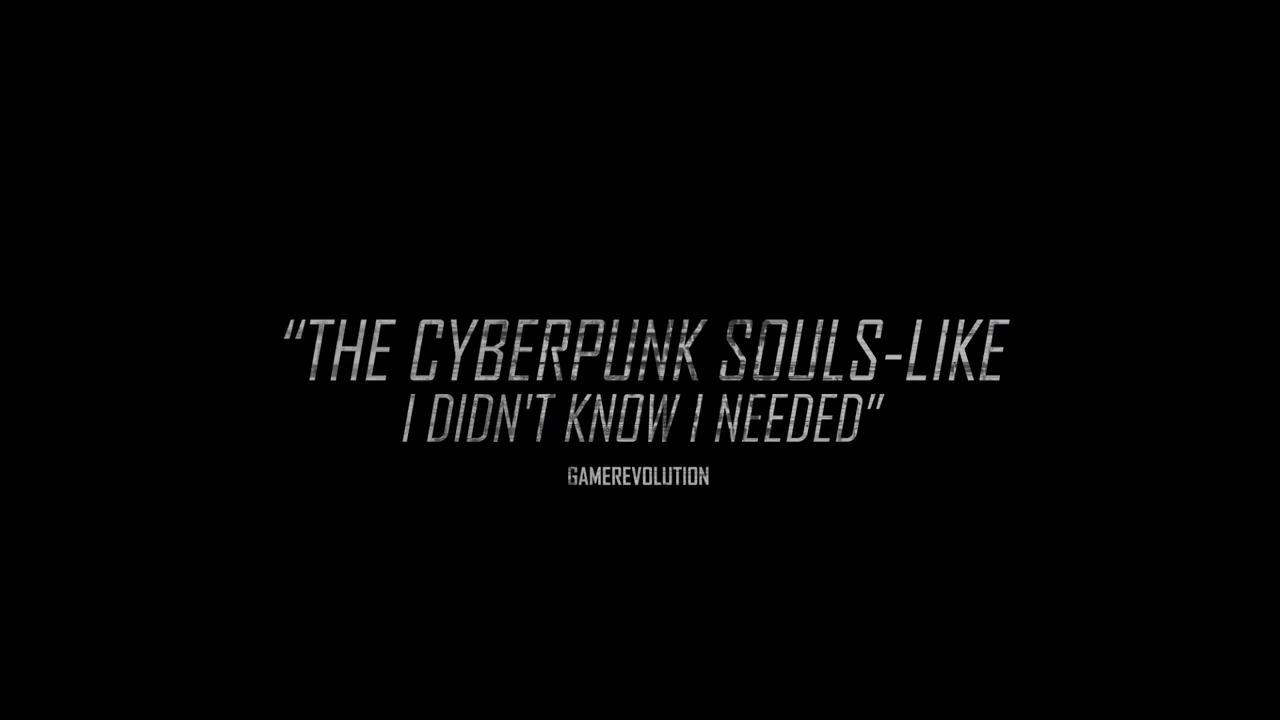 “THE CYBERPUNK SOULS-LIKE
I DIDN'T KNOW I NEEDED”
GAMEREVOLUTION